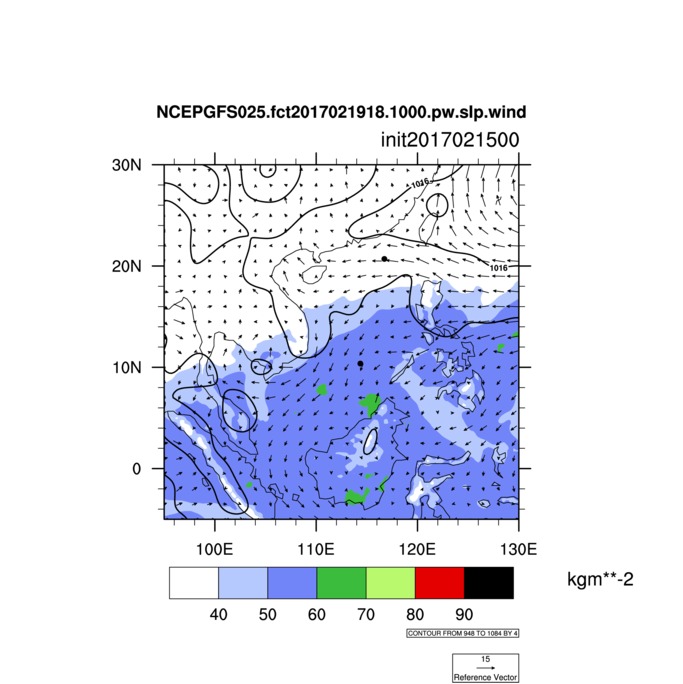 NCEPGFS025.fct2017021918.1000.pw.slp.wind
init2017021500
30N
1016
20N
1016
10N
0
100E 110E 120E 130E
kgm**-2
40 50 60 70 80 90
CONTOUR FROM 948 TO 1084 BY 4
15
Reference Vector